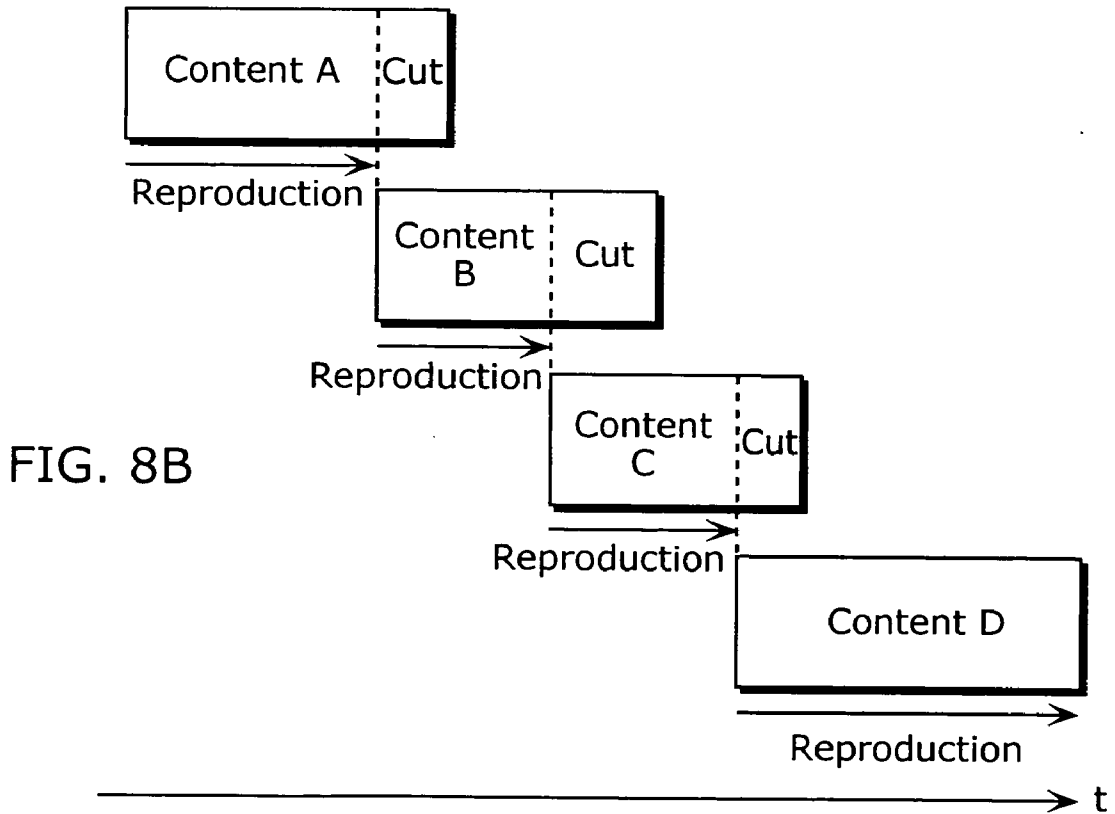 Content A
Cut
Reproduction
Content
B
Cut
Reproduction
Content
C
Cut
FIG. 8B
Reproduction
Content D
Reproduction
t